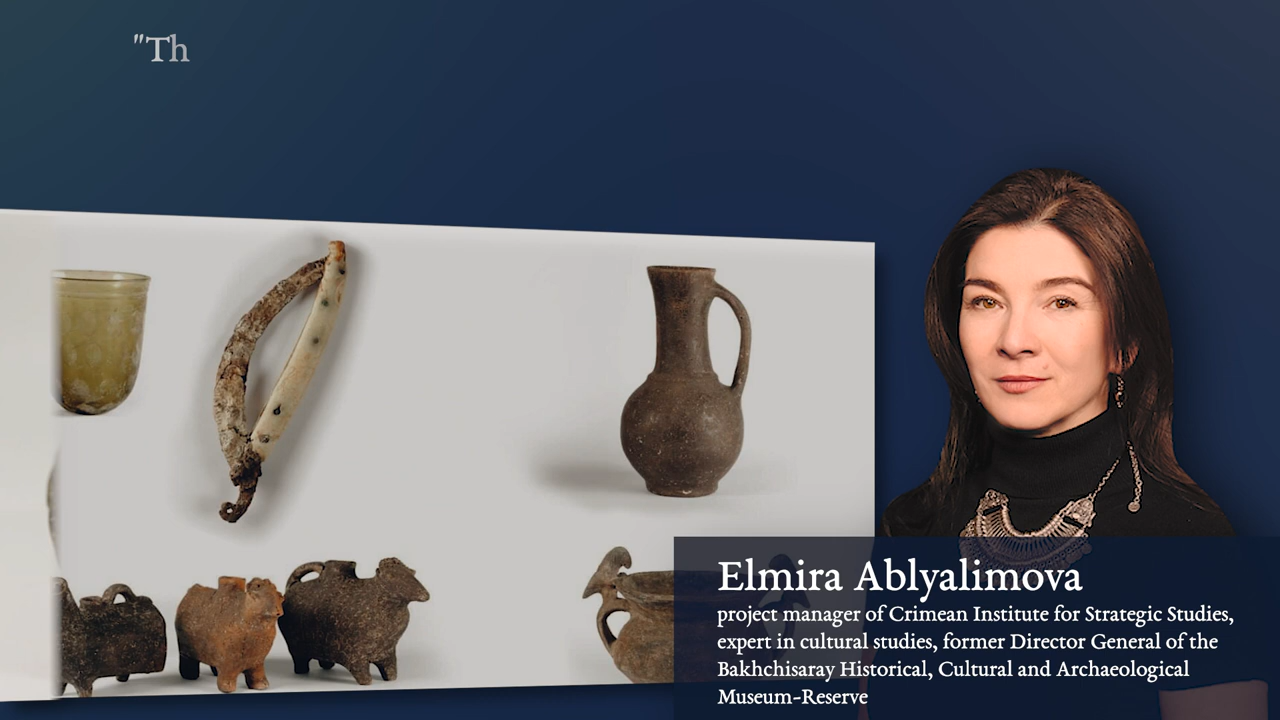 "Th
Elmira Ablyalimova
project manager of Crimean Institute for Strategic Studies,
expert in cultural studies, former Director General of the
Bakhchisaray Historical, Cultural and Archaeological
Museum-Reserve